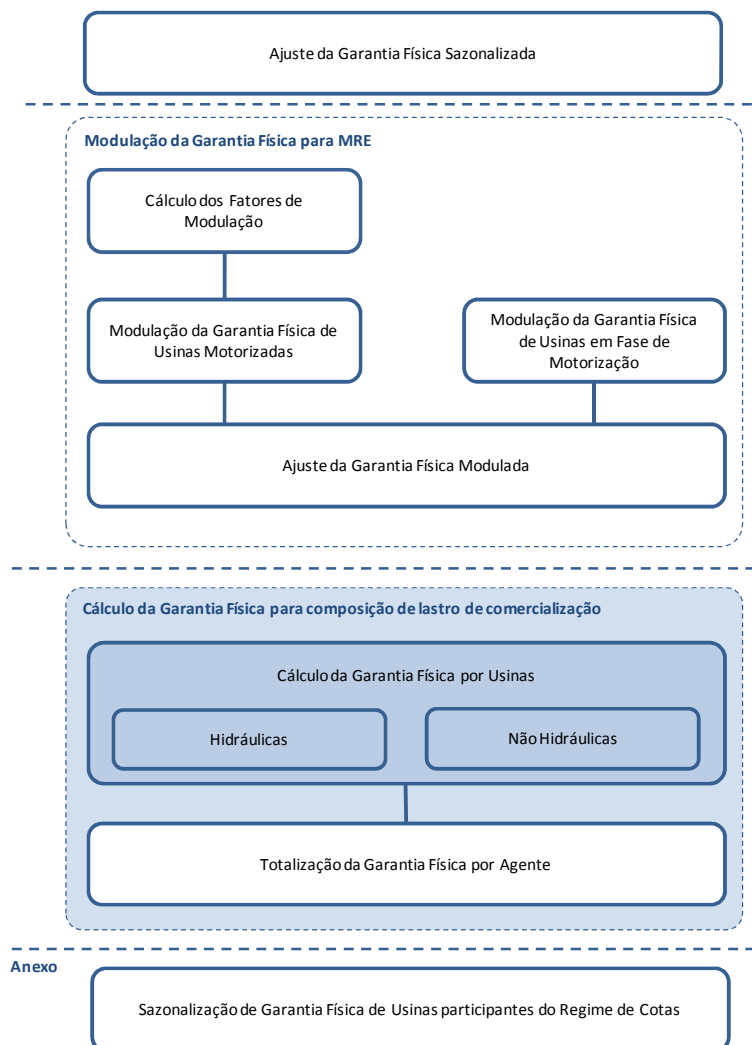 Ajuste da Garantia Física Sazonalizada
Modulação da Garantia Física para MRE
Cálculo dos Fatores de
Modulação
Modulação da Garantia Física de
Usinas Motorizadas
Modulação da Garantia Física
de Usinas em Fase de
Motorização
Ajuste da Garantia Física Modulada
Cálculo da Garantia Física para composição de lastro de comercialização
Cálculo da Garantia Física por Usinas
Hidráulicas
Não Hidráulicas
Totalização da Garantia Física por Agente
Anexo
Sazonalização de Garantia Física de Usinas participantes do Regime de Cotas